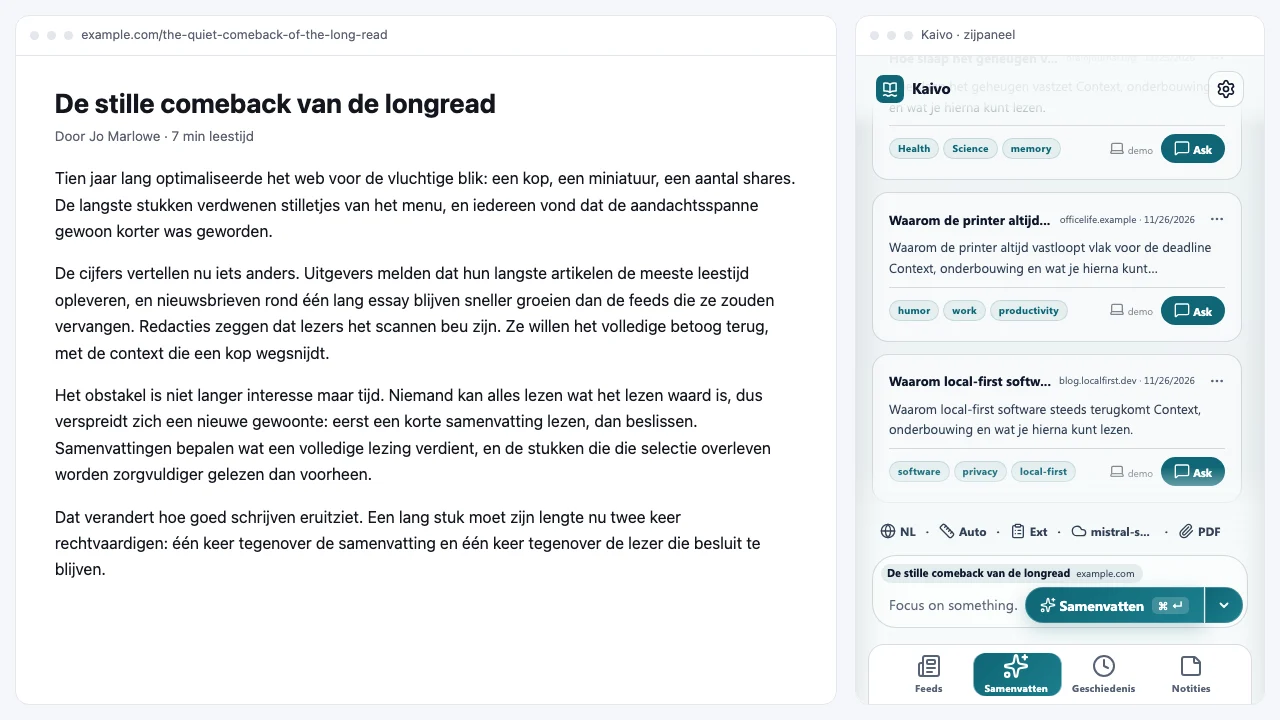 example.com/the-quiet-comeback-of-the-long-read
De stille comeback van de longread
Door Jo Marlowe · 7 min leestijd
Tien jaar lang optimaliseerde het web voor de vluchtige blik: een kop, een miniatuur, een aantal shares.
De langste stukken verdwenen stilletjes van het menu, en iedereen vond dat de aandachtsspanne
gewoon korter was geworden.
De cijfers vertellen nu iets anders. Uitgevers melden dat hun langste artikelen de meeste leestijd
opleveren, en nieuwsbrieven rond één lang essay blijven sneller groeien dan de feeds die ze zouden
vervangen. Redacties zeggen dat lezers het scannen beu zijn. Ze willen het volledige betoog terug,
met de context die een kop wegsnijdt.
Het obstakel is niet langer interesse maar tijd. Niemand kan alles lezen wat het lezen waard is, dus
verspreidt zich een nieuwe gewoonte: eerst een korte samenvatting lezen, dan beslissen.
Samenvattingen bepalen wat een volledige lezing verdient, en de stukken die die selectie overleven
worden zorgvuldiger gelezen dan voorheen.
Dat verandert hoe goed schrijven eruitziet. Een lang stuk moet zijn lengte nu twee keer
rechtvaardigen: één keer tegenover de samenvatting en één keer tegenover de lezer die besluit te
blijven.
Kaivo · zijpaneel
Hoe slaap het geheugen v...
Kaivo
het geheugen vastzet Context, onderbouwing
en wat je hierna kunt lezen.
Health Science memory demo Ask
Waarom de printer altijd... officelife.example · 11/26/2026
Waarom de printer altijd vastloopt vlak voor de deadline
Context, onderbouwing en wat je hierna kunt...
humor work productivity demo Ask
Waarom local-first softw... blog.localfirst.dev · 11/26/2026
Waarom local-first software steeds terugkomt Context,
onderbouwing en wat je hierna kunt lezen.
software privacy local-first demo Ask
NL · Auto · Ext · mistral-s... · PDF
De stille comeback van de longread example.com
Focus on something. Samenvatten ⌘ ↵
Feeds Samenvatten Geschiedenis Notities